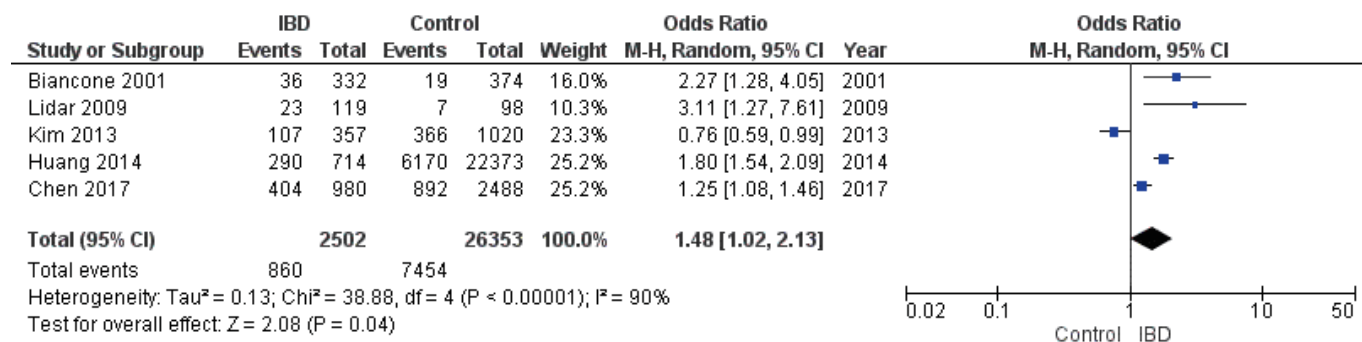 IBD Control Odds Ratio Odds Ratio
Study or Subgroup Events Total Events Total Weight M-H, Random, 95% CI Year M-H, Random, 95% CI
Biancone 2001 36 332 19 374 16.0% 2.27 [1.28, 4.05] 2001
Lidar 2009 23 119 7 98 10.3% 3.11 [1.27, 7.61] 2009
Kim 2013 107 357 366 1020 23.3% 0.76 [0.59, 0.99] 2013
Huang 2014 290 714 6170 22373 25.2% 1.80 [1.54, 2.09] 2014
Chen 2017 404 980 892 2488 25.2% 1.25 [1.08, 1.46] 2017
Total (95% CI) 2502 26353 100.0% 1.48 [1.02, 2.13]
Total events 860 7454
Heterogeneity: Tau² = 0.13; Chi² = 38.88, df = 4 (P < 0.00001); I² = 90%
Test for overall effect: Z = 2.08 (P = 0.04)
0.02 0.1 1 10 50
Control IBD